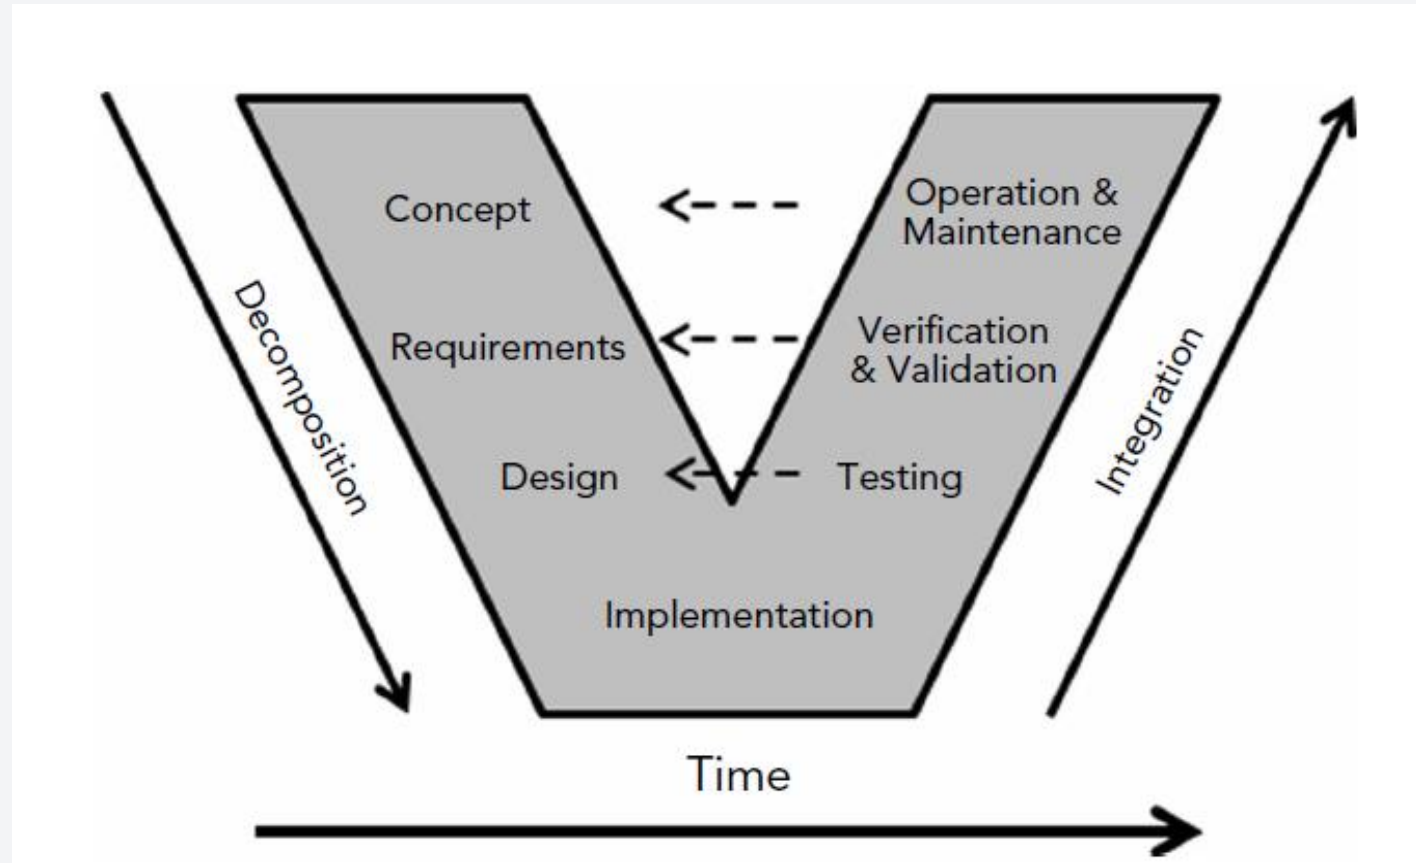 Concept
Operation &
Maintenance
Decomposition
Requirements
Verification
& Validation
Integration
Design
Testing
Implementation
Time